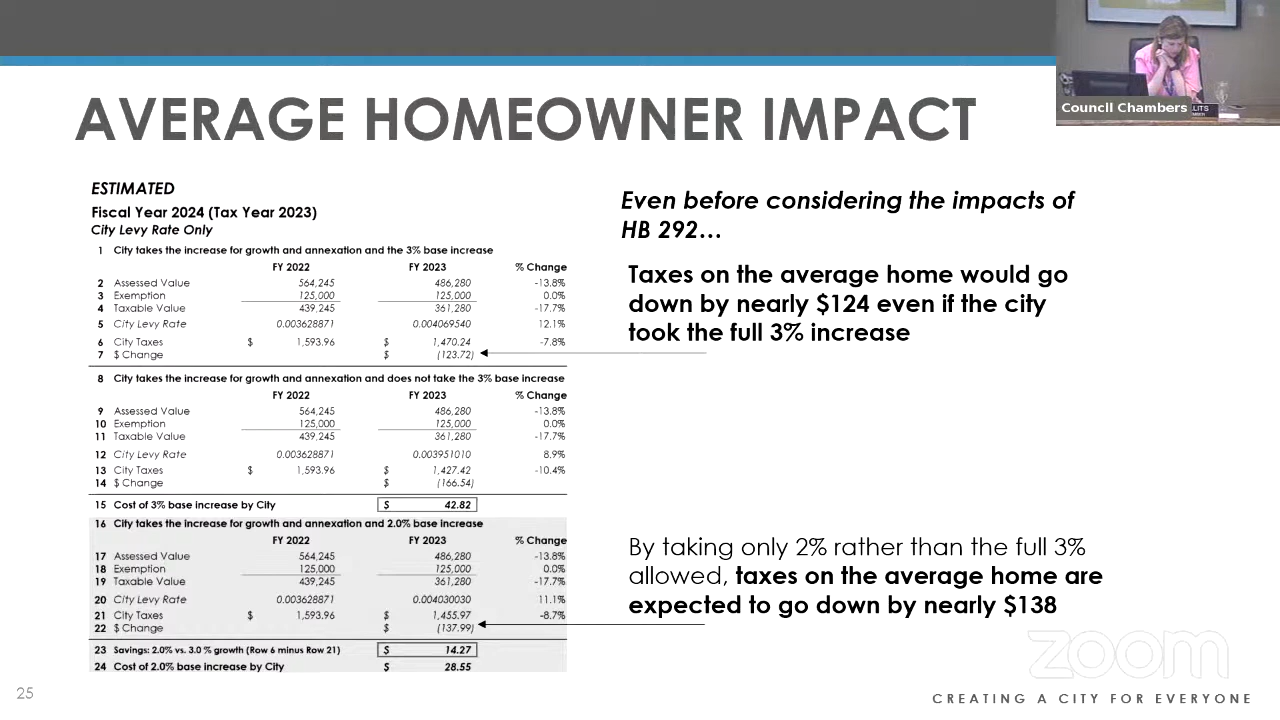 Council Chambers
AVERAGE HOMEOWNER IMPACT
ESTIMATED
Fiscal Year 2024 (Tax Year 2023)
City Levy Rate Only
1 City takes the increase for growth and annexation and the 3% base increase
FY 2022 FY 2023 % Change
2 Assessed Value 564,245 486,280 -13.8%
3 Exemption 125,000 125,000 0.0%
4 Taxable Value 439,245 361,280 -17.7%
5 City Levy Rate 0.003628871 0.004069540 12.1%
6 City Taxes $ 1,593.96 $ 1,470.24 -7.8%
7 $ Change $ (123.72)
8 City takes the increase for growth and annexation and does not take the 3% base increase
FY 2022 FY 2023 % Change
9 Assessed Value 564,245 486,280 -13.8%
10 Exemption 125,000 125,000 0.0%
11 Taxable Value 439,245 361,280 -17.7%
12 City Levy Rate 0.003628871 0.003951010 8.9%
13 City Taxes $ 1,593.96 $ 1,427.42 -10.4%
14 $ Change $ (166.54)
15 Cost of 3% base increase by City $ 42.82
16 City takes the increase for growth and annexation and 2.0% base increase
FY 2022 FY 2023 % Change
17 Assessed Value 564,245 486,280 -13.8%
18 Exemption 125,000 125,000 0.0%
19 Taxable Value 439,245 361,280 -17.7%
20 City Levy Rate 0.003628871 0.004030030 11.1%
21 City Taxes $ 1,593.96 $ 1,455.97 -8.7%
22 $ Change $ (137.99)
23 Savings: 2.0% vs. 3.0 % growth (Row 6 minus Row 21) $ 14.27
24 Cost of 2.0% base increase by City $ 28.55
Even before considering the impacts of
HB 292…
Taxes on the average home would go
down by nearly $124 even if the city
took the full 3% increase
By taking only 2% rather than the full 3%
allowed, taxes on the average home are
expected to go down by nearly $138
zoom
25
CREATING A CITY FOR EVERYONE